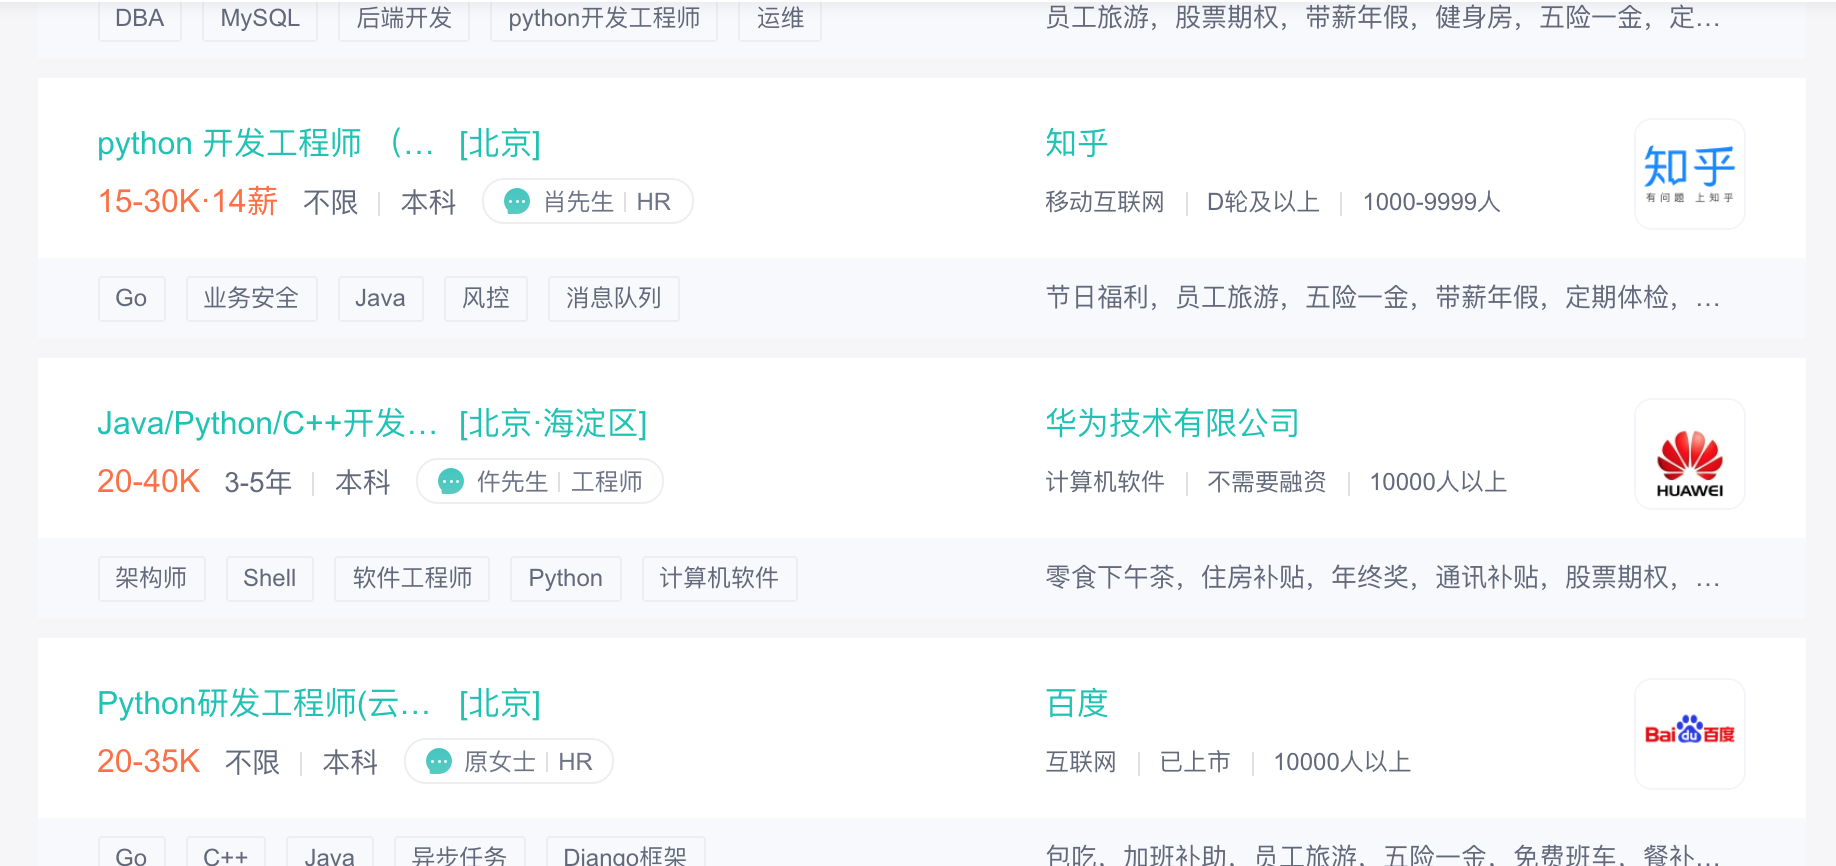 DBA MySQL 后端开发 python开发工程师 运维 员工旅游，股票期权，带薪年假，健身房，五险一金，定...
python 开发工程师 （... [北京] 知乎
15-30K·14薪 不限 本科 肖先生 HR 移动互联网 D轮及以上 1000-9999人
知乎
有问题 上知乎
Go 业务安全 Java 风控 消息队列 节日福利，员工旅游，五险一金，带薪年假，定期体检，...
Java/Python/C++开发... [北京·海淀区] 华为技术有限公司
20-40K 3-5年 本科 仵先生 工程师 计算机软件 不需要融资 10000人以上
HUAWEI
架构师 Shell 软件工程师 Python 计算机软件 零食下午茶，住房补贴，年终奖，通讯补贴，股票期权，...
Python研发工程师(云... [北京] 百度
20-35K 不限 本科 原女士 HR 互联网 已上市 10000人以上
Bai du 百度
Go C++ Java 异步任务 Django框架 包吃，加班补助，员工旅游，五险一金，免费班车，餐补...